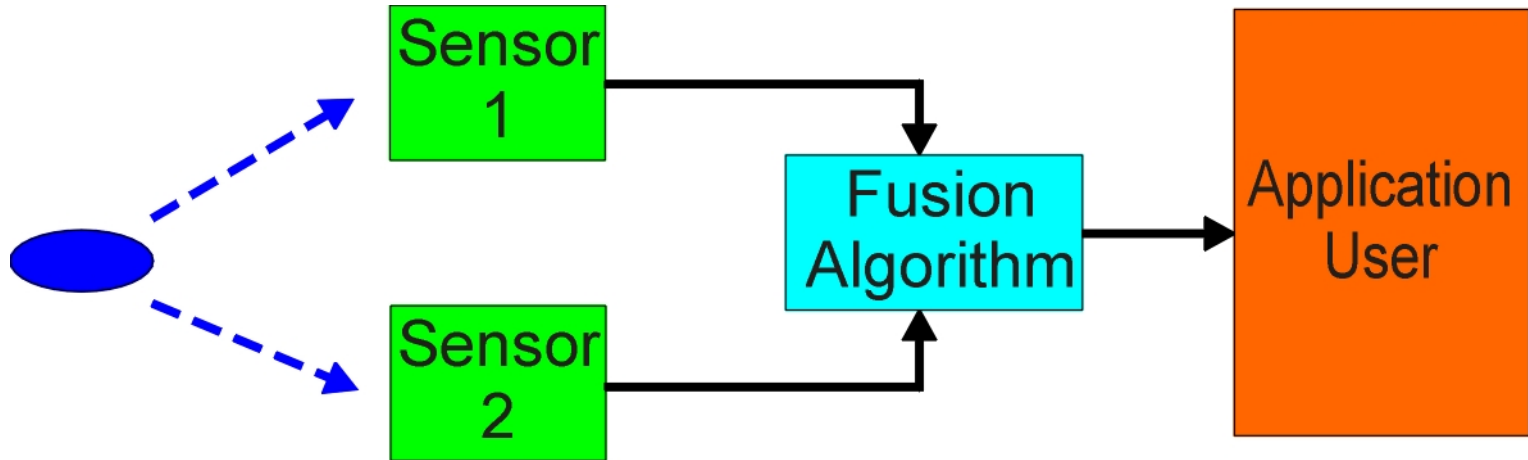 Sensor
1
Fusion
Algorithm
Application
User
Sensor
2